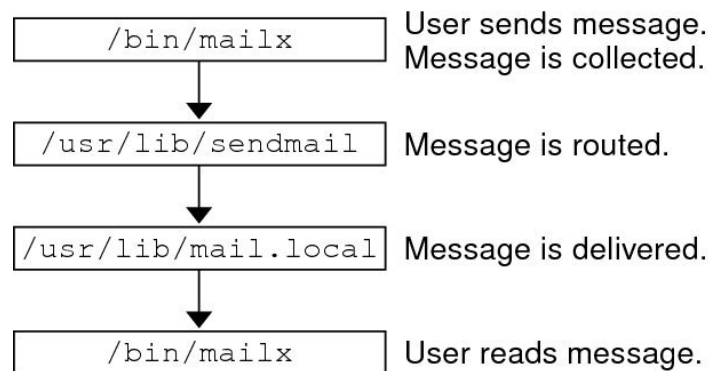 /bin/mailx
User sends message.
Message is collected.
/usr/lib/sendmail
Message is routed.
/usr/lib/mail.local
Message is delivered.
/bin/mailx
User reads message.